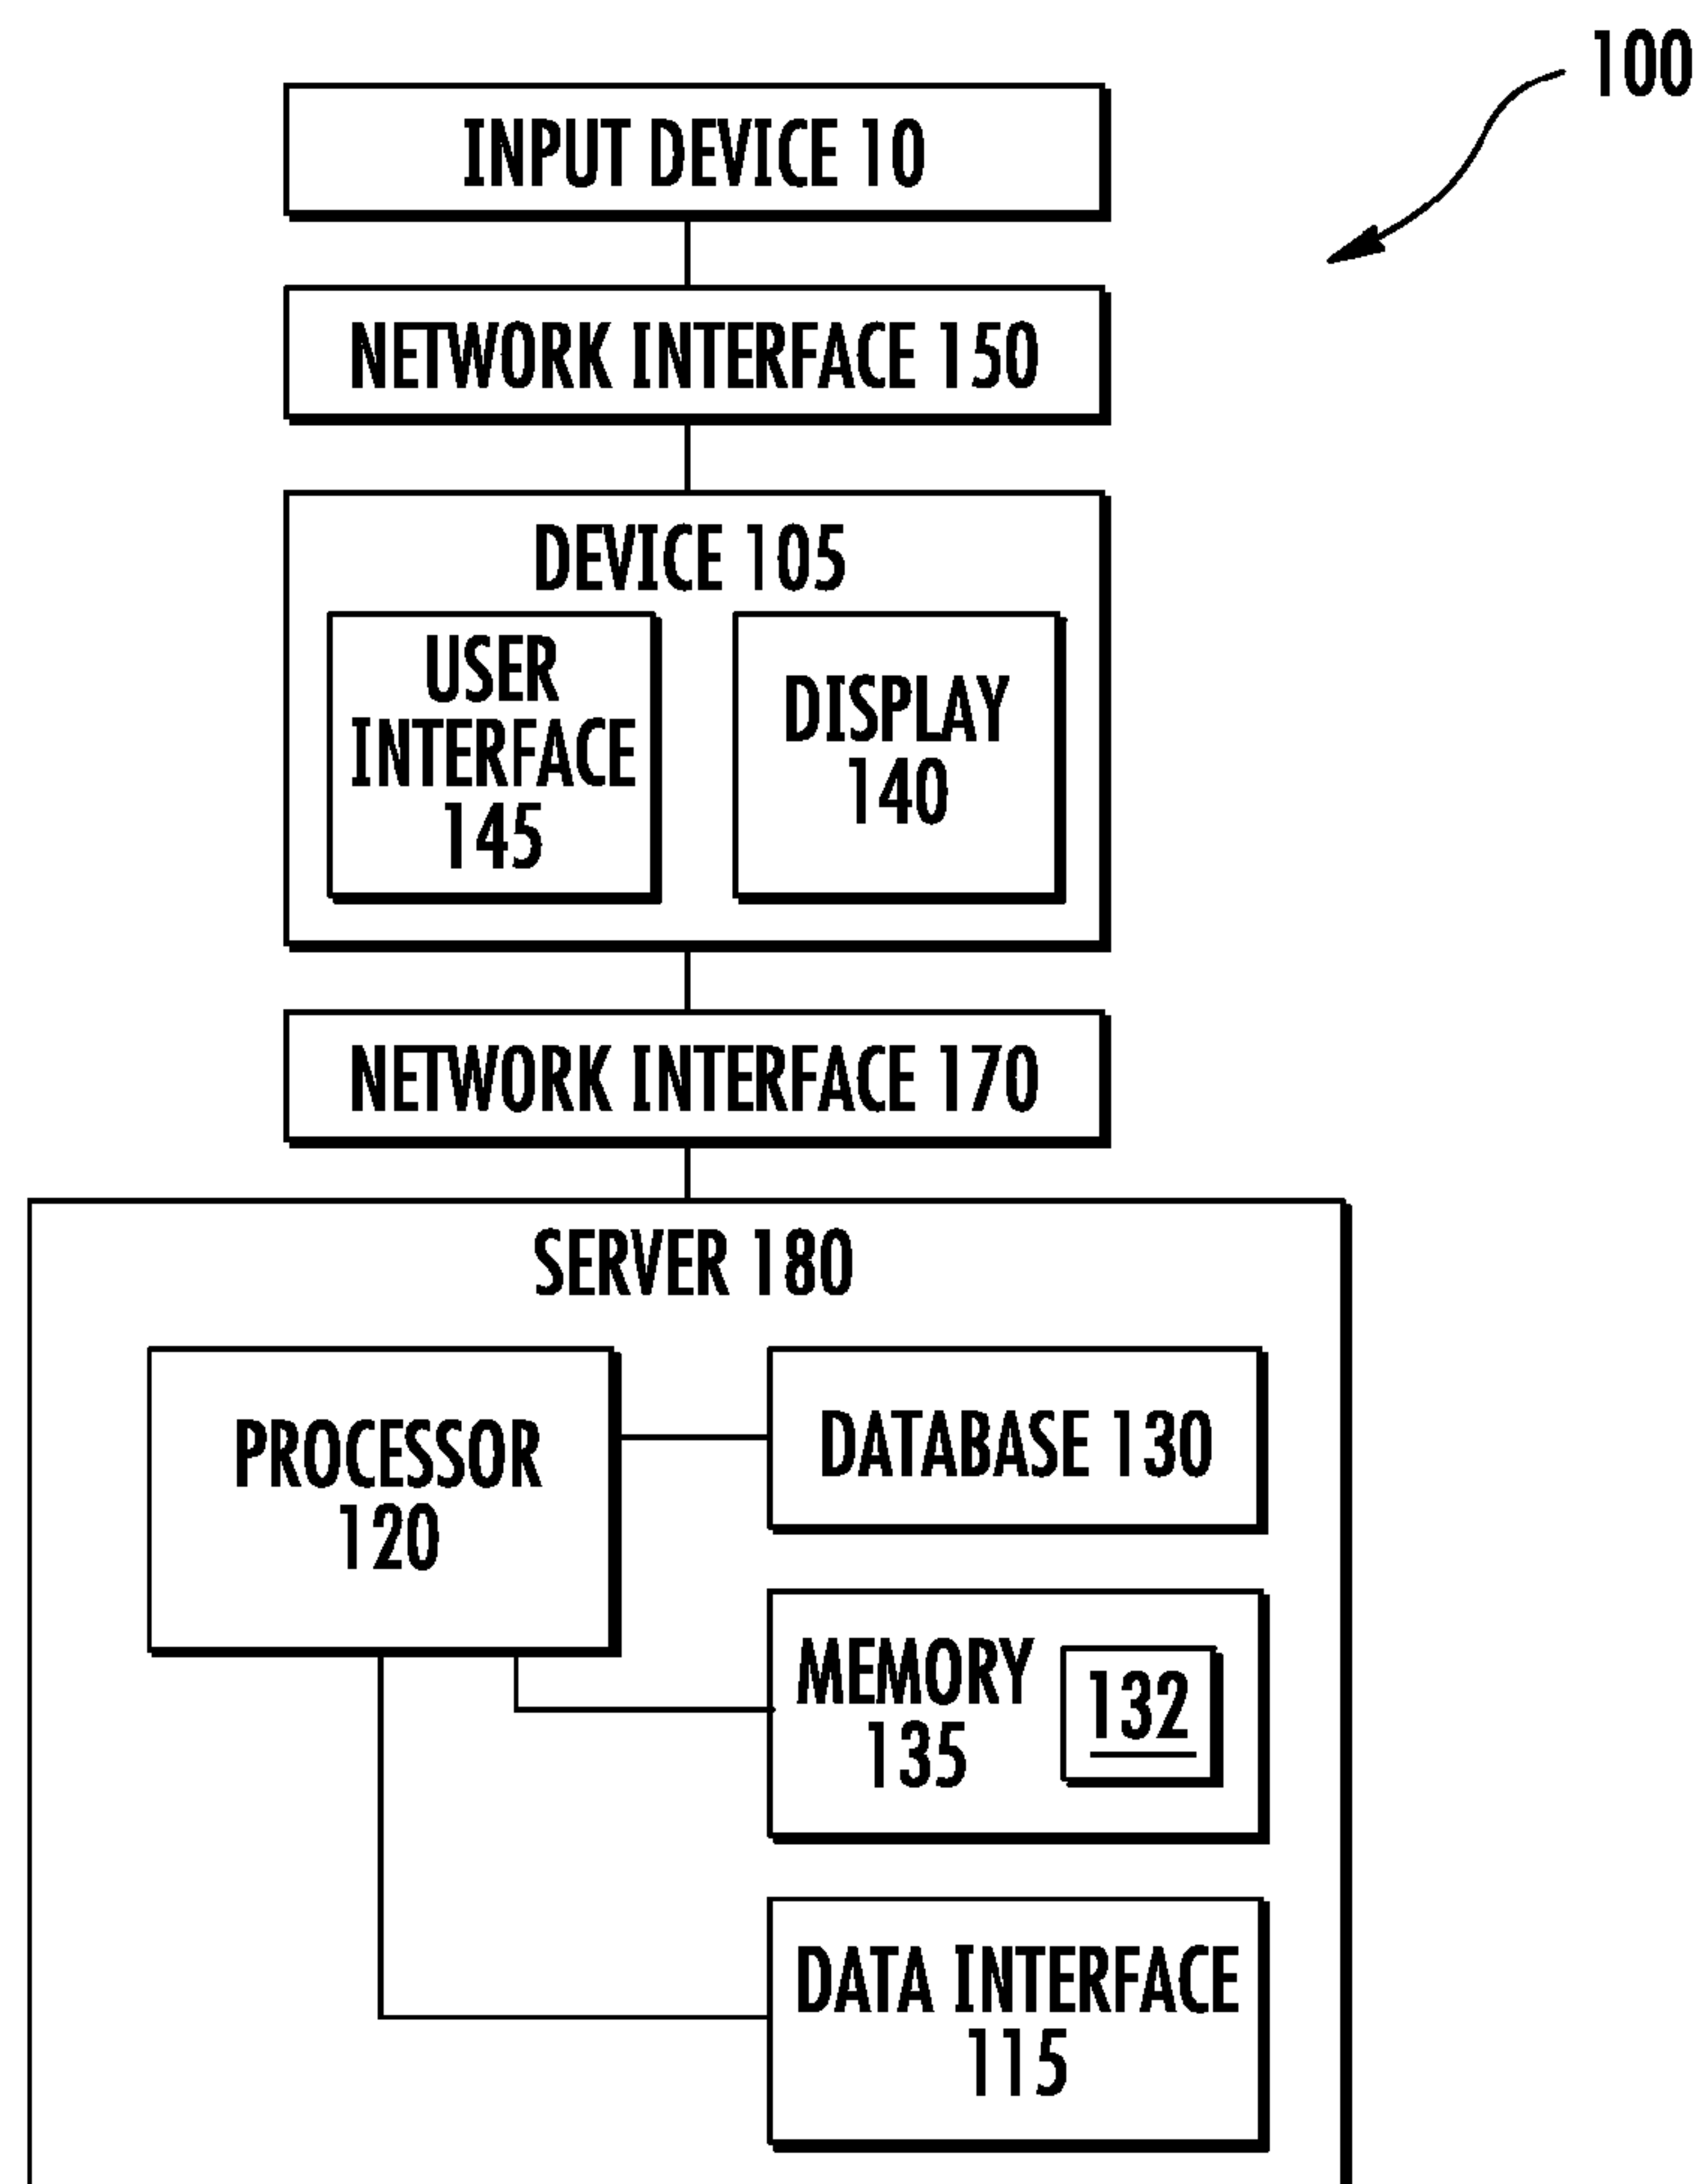 100
INPUT DEVICE 10
NETWORK INTERFACE 150
DEVICE 105
USER
INTERFACE
145
DISPLAY
140
NETWORK INTERFACE 170
SERVER 180
PROCESSOR
120
DATABASE 130
MEMORY
135
132
DATA INTERFACE
115